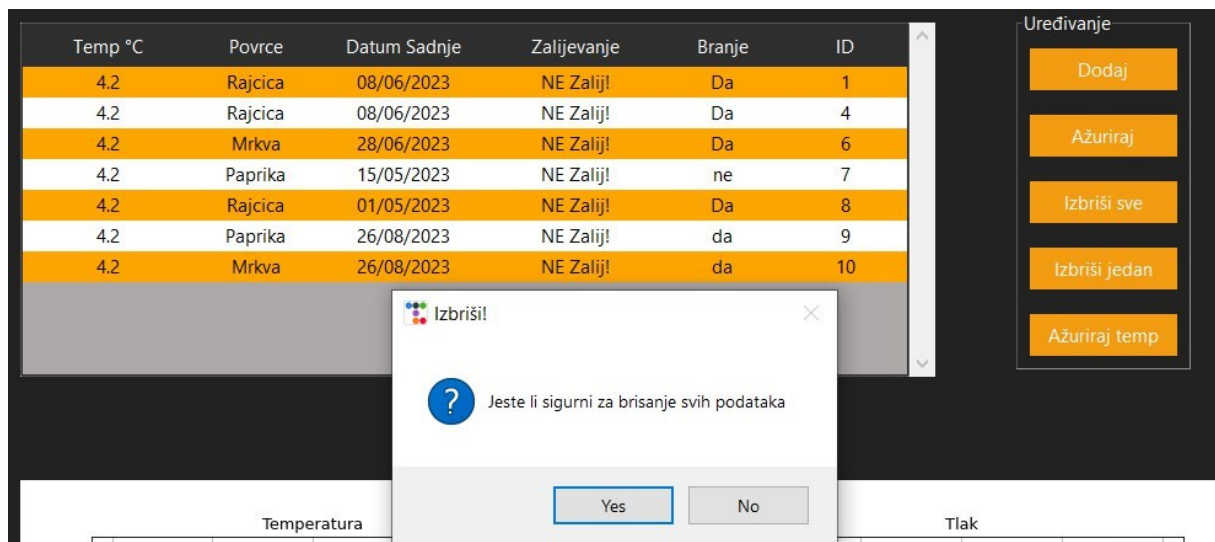 Temp °C Povrce Datum Sadnje Zalijevanje Branje ID
4.2 Rajcica 08/06/2023 NE Zalij! Da 1
4.2 Rajcica 08/06/2023 NE Zalij! Da 4
4.2 Mrkva 28/06/2023 NE Zalij! Da 6
4.2 Paprika 15/05/2023 NE Zalij! ne 7
4.2 Rajcica 01/05/2023 NE Zalij! Da 8
4.2 Paprika 26/08/2023 NE Zalij! da 9
4.2 Mrkva 26/08/2023 NE Zalij! da 10
Uređivanje
Dodaj
Ažuriraj
Izbriši sve
Izbriši jedan
Ažuriraj temp
Izbriši!
Jeste li sigurni za brisanje svih podataka
Yes No
Temperatura Tlak